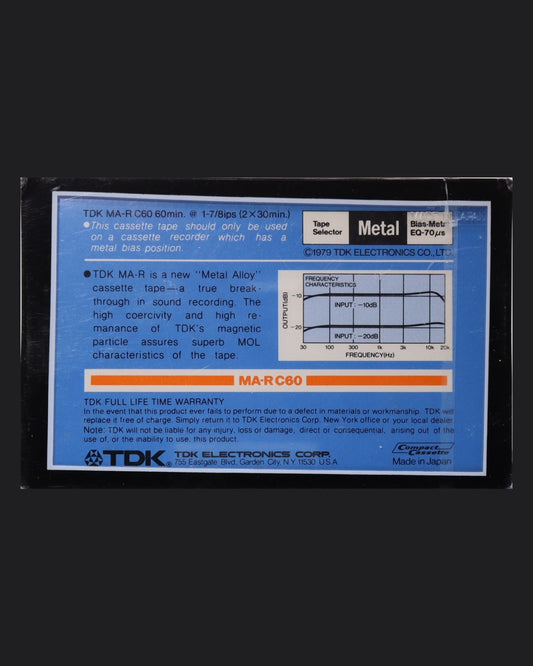 TDK MA-R C60 60min. @ 1-7/8ips (2×30min.)
●This cassette tape should only be used
on a cassette recorder which has a
metal bias position.
Tape
Selector
Metal
Bias-Metal
EQ-70μs
©1979 TDK ELECTRONICS CO., LTD.
●TDK MA-R is a new "Metal Alloy"
cassette tape—a true break-
through in sound recording. The
high coercivity and high re-
manance of TDK's magnetic
particle assures superb MOL
characteristics of the tape.
FREQUENCY
CHARACTERISTICS
OUTPUT(dB)
-10
INPUT : -10dB
-20
INPUT : -20dB
30 100 300 1k 3k 10k 20k
FREQUENCY(Hz)
MA-R C60
TDK FULL LIFE TIME WARRANTY
In the event that this product ever fails to perform due to a defect in materials or workmanship, TDK will
replace it free of charge. Simply return it to TDK Electronics Corp. New York office or your local dealer.
Note: TDK will not be liable for any injury, loss or damage, direct or consequential, arising out of the
use of, or the inability to use, this product.
TDK® TDK ELECTRONICS CORP.
755 Eastgate Blvd., Garden City, N.Y. 11530 U.S.A.
Compact
Cassette
Made in Japan